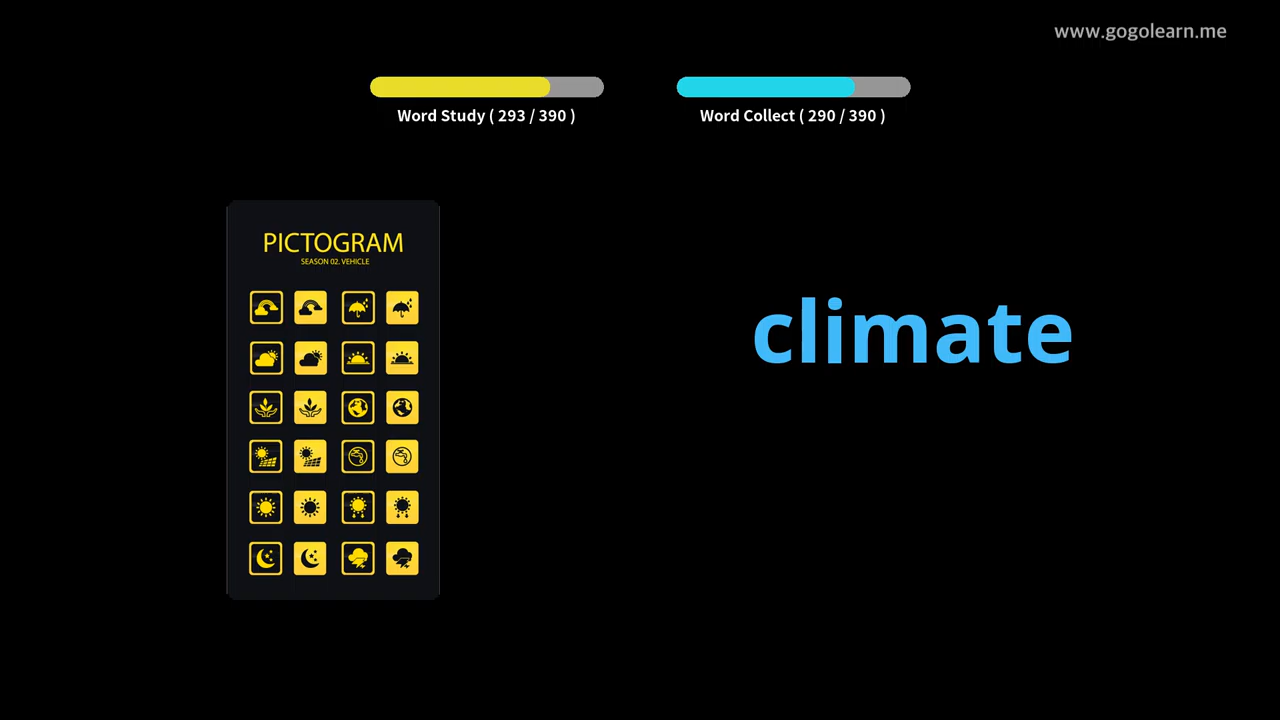 www.gogolearn.me
Word Study ( 293 / 390 )
Word Collect ( 290 / 390 )
PICTOGRAM
SEASON 02. VEHICLE
climate